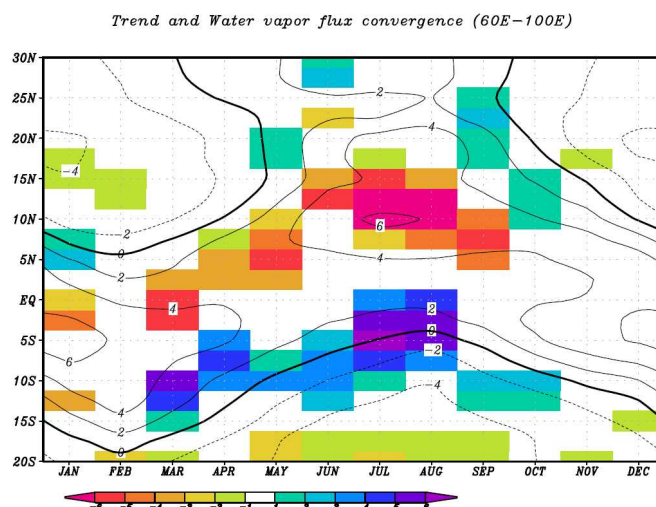 Trend and Water vapor flux convergence (60E-100E)
30N
25N
20N
15N
10N
5N
EQ
5S
10S
15S
20S
2
4
-4
-2
0
2
6
4
4
2
0
-2
6
-4
4
2
0
JAN FEB MAR APR MAY JUN JUL AUG SEP OCT NOV DEC